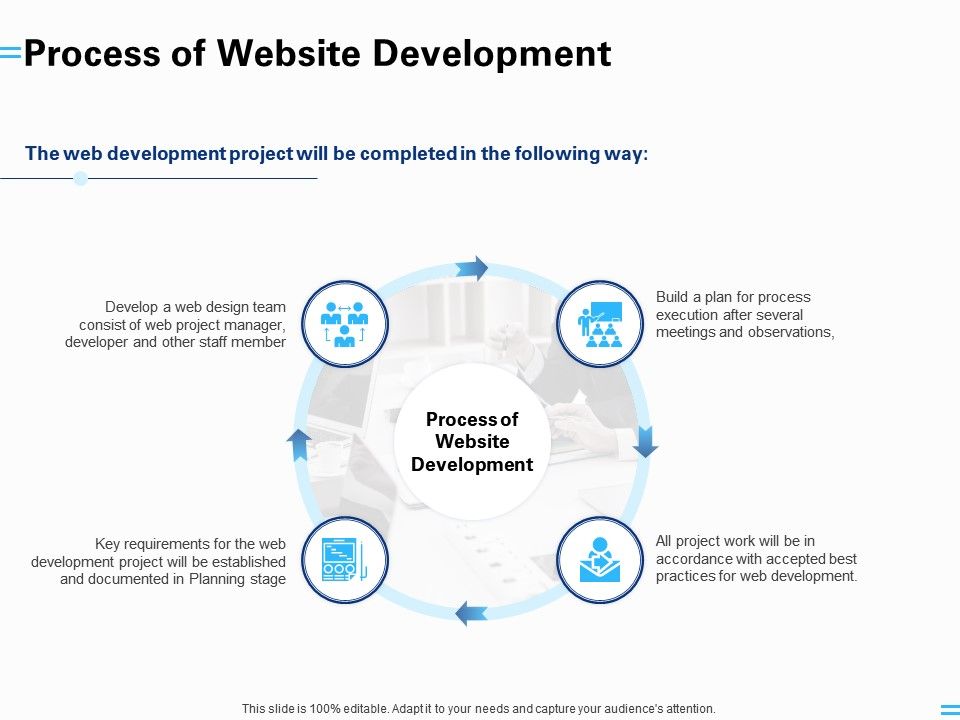 Process of Website Development
The web development project will be completed in the following way:
Develop a web design team
consist of web project manager,
developer and other staff member
Build a plan for process
execution after several
meetings and observations,
Process of
Website
Development
Key requirements for the web
development project will be established
and documented in Planning stage
All project work will be in
accordance with accepted best
practices for web development.
This slide is 100% editable. Adapt it to your needs and capture your audience's attention.